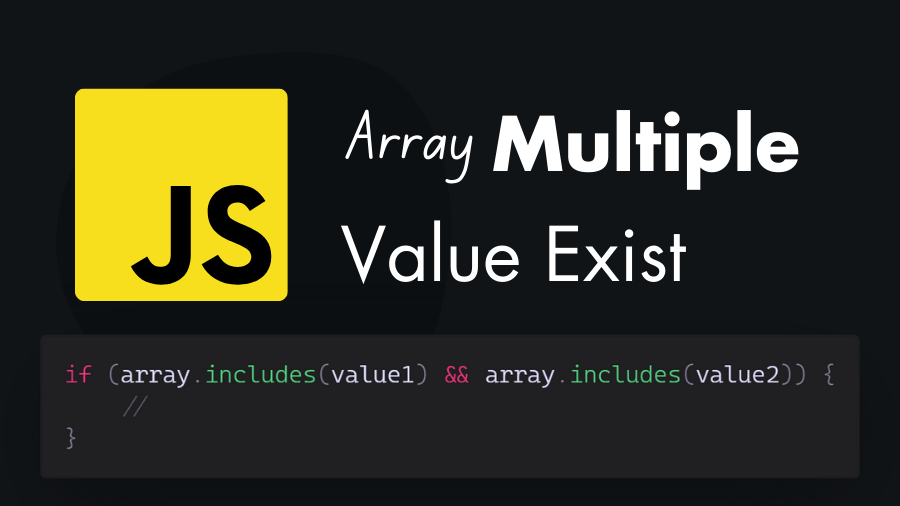 JS
Array Multiple
Value Exist
if (array.includes(value1) && array.includes(value2)) {
//
}